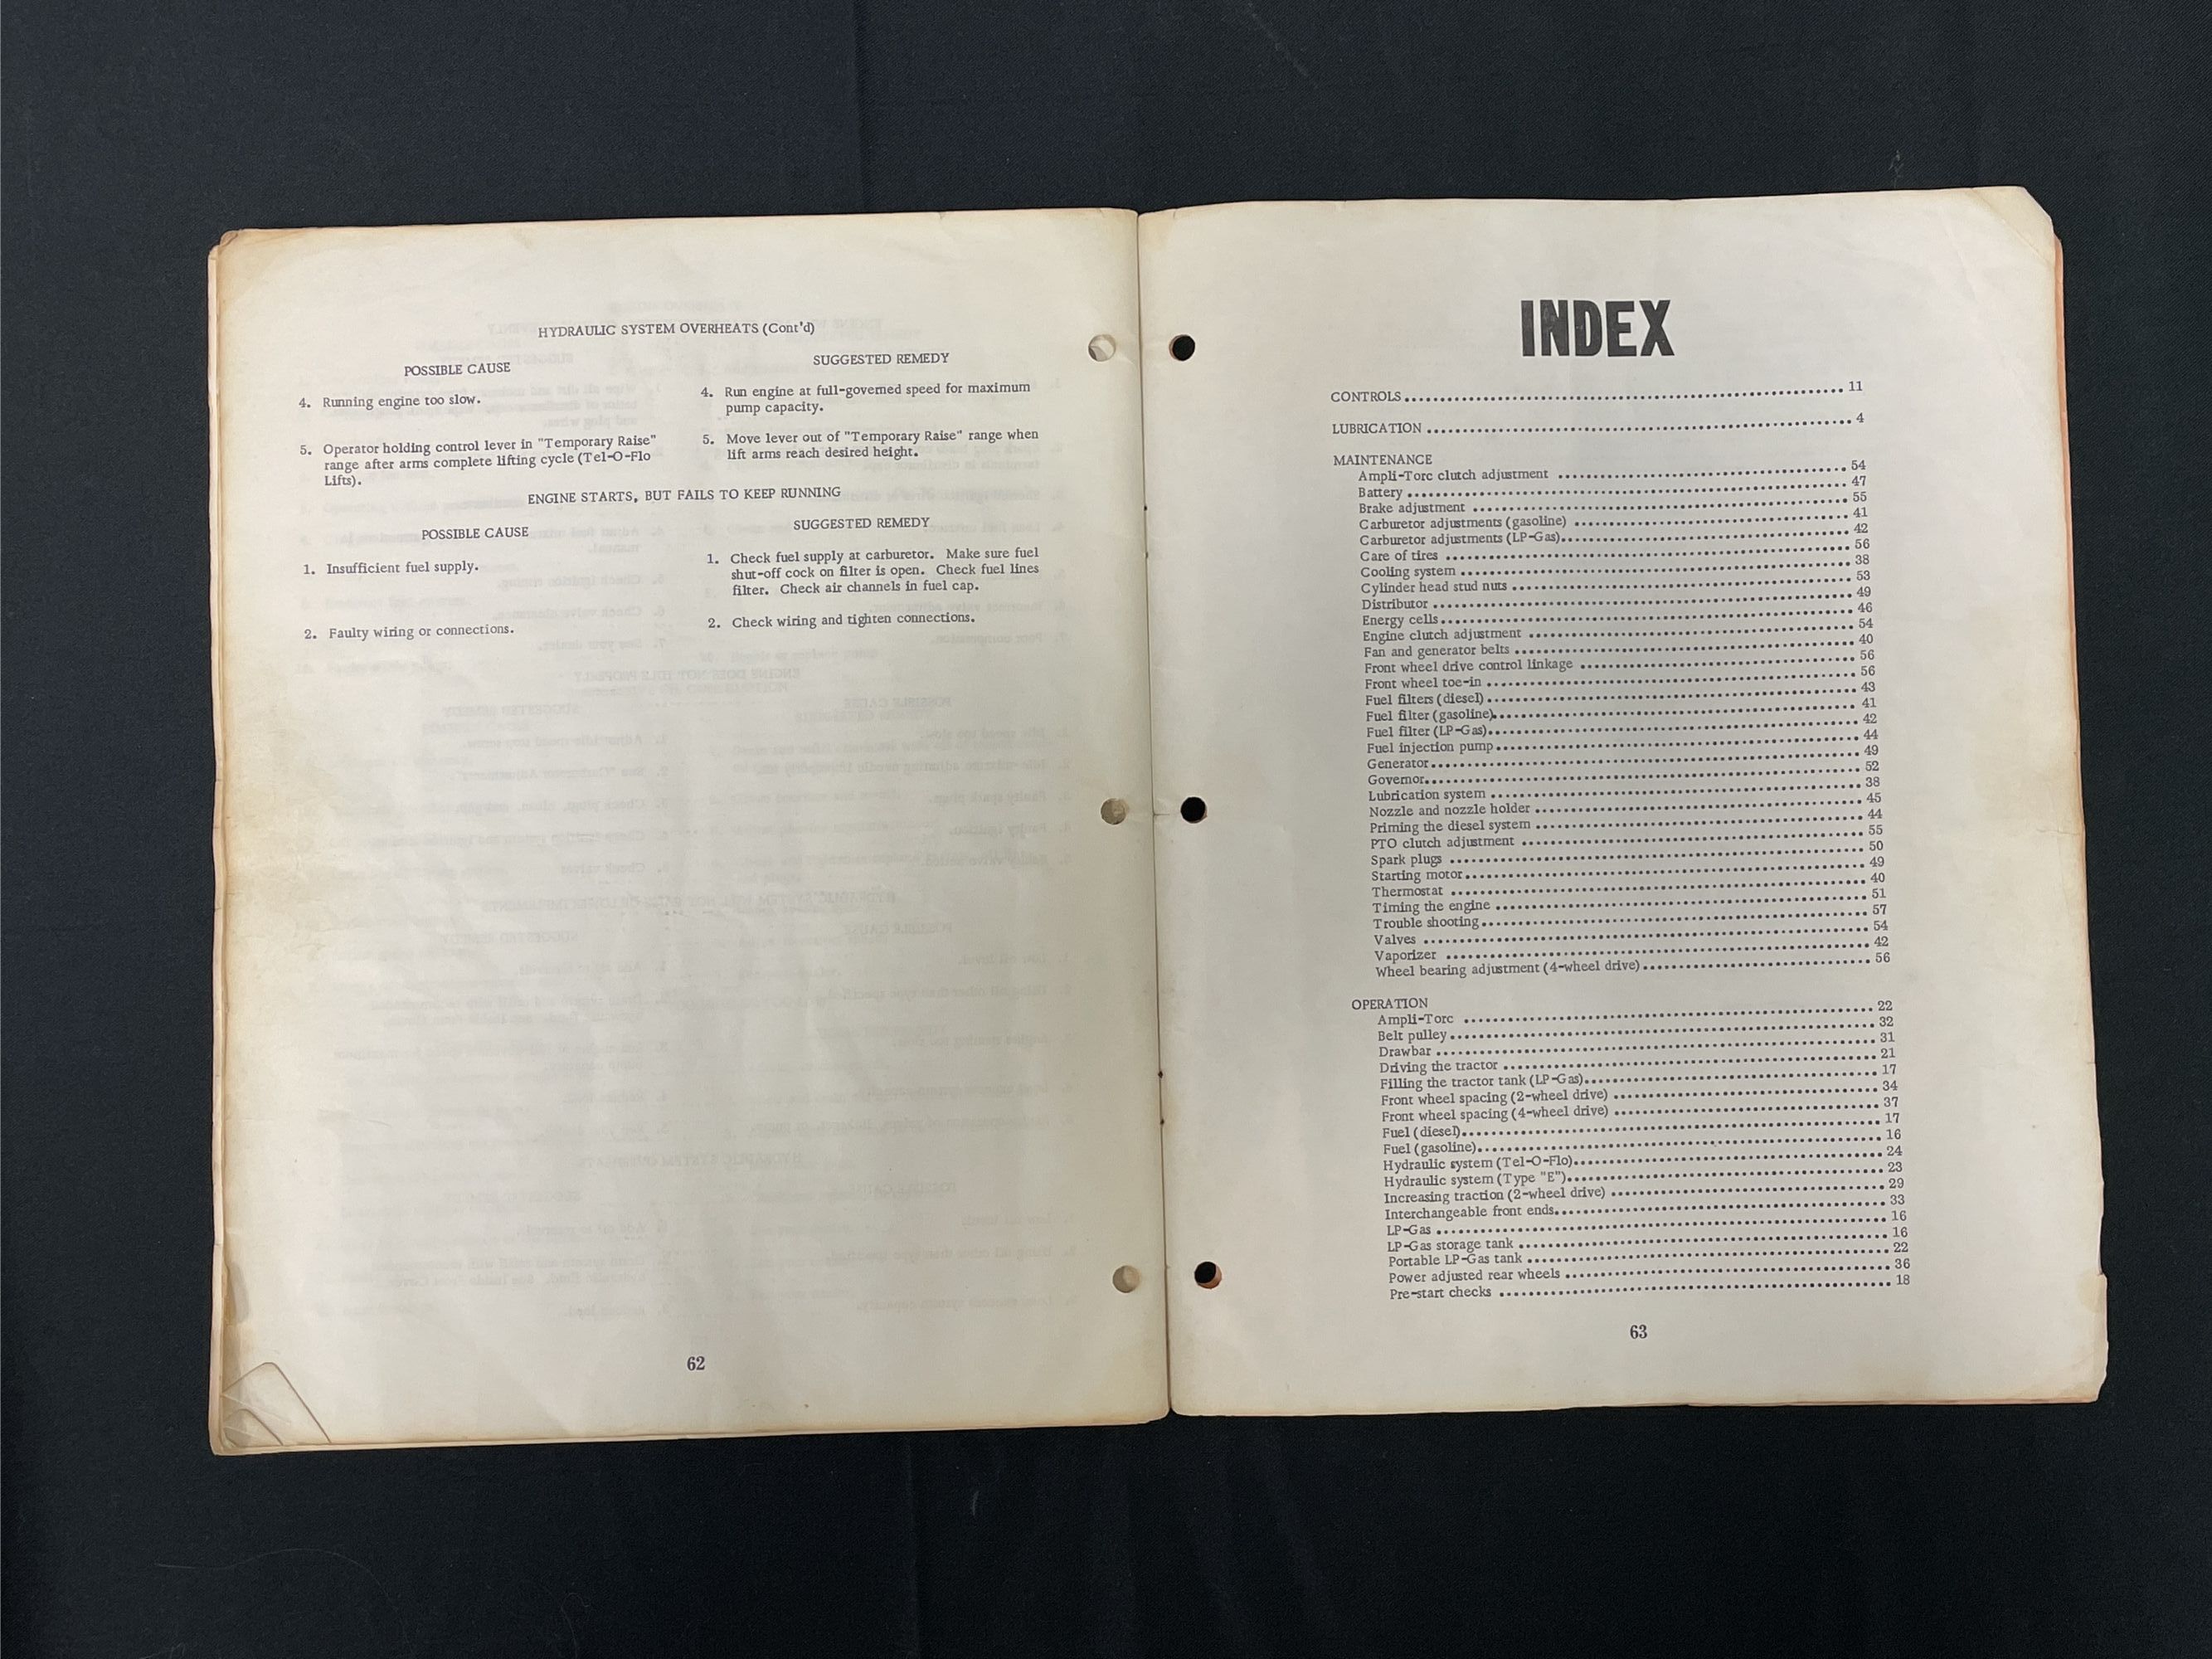 HYDRAULIC SYSTEM OVERHEATS (Cont'd)
POSSIBLE CAUSE
SUGGESTED REMEDY
4. Running engine too slow.
4. Run engine at full-governed speed for maximum
pump capacity.
5. Operator holding control lever in "Temporary Raise"
range after arms complete lifting cycle (Tel-O-Flo
Lifts).
5. Move lever out of "Temporary Raise" range when
lift arms reach desired height.
ENGINE STARTS, BUT FAILS TO KEEP RUNNING
POSSIBLE CAUSE
SUGGESTED REMEDY
1. Insufficient fuel supply.
1. Check fuel supply at carburetor. Make sure fuel
shut-off cock on filter is open. Check fuel lines
filter. Check air channels in fuel cap.
2. Faulty wiring or connections.
2. Check wiring and tighten connections.
62
INDEX
CONTROLS ........ 11
LUBRICATION ........ 4
MAINTENANCE
Ampli-Torc clutch adjustment ........ 54
Battery ........ 47
Brake adjustment ........ 55
Carburetor adjustments (gasoline) ........ 41
Carburetor adjustments (LP-Gas) ........ 42
Care of tires ........ 56
Cooling system ........ 38
Cylinder head stud nuts ........ 53
Distributor ........ 49
Energy cells ........ 46
Engine clutch adjustment ........ 54
Fan and generator belts ........ 40
Front wheel drive control linkage ........ 56
Front wheel toe-in ........ 56
Fuel filters (diesel) ........ 43
Fuel filter (gasoline) ........ 41
Fuel filter (LP-Gas) ........ 42
Fuel injection pump ........ 44
Generator ........ 49
Governor ........ 52
Lubrication system ........ 38
Nozzle and nozzle holder ........ 45
Priming the diesel system ........ 44
PTO clutch adjustment ........ 55
Spark plugs ........ 50
Starting motor ........ 49
Thermostat ........ 40
Timing the engine ........ 51
Trouble shooting ........ 57
Valves ........ 54
Vaporizer ........ 42
Wheel bearing adjustment (4-wheel drive) ........ 56
OPERATION
Ampli-Torc ........ 22
Belt pulley ........ 32
Drawbar ........ 31
Driving the tractor ........ 21
Filling the tractor tank (LP-Gas) ........ 17
Front wheel spacing (2-wheel drive) ........ 34
Front wheel spacing (4-wheel drive) ........ 37
Fuel (diesel) ........ 17
Fuel (gasoline) ........ 16
Hydraulic system (Tel-O-Flo) ........ 24
Hydraulic system (Type "E") ........ 23
Increasing traction (2-wheel drive) ........ 29
Interchangeable front ends ........ 33
LP-Gas ........ 16
LP-Gas storage tank ........ 16
Portable LP-Gas tank ........ 22
Power adjusted rear wheels ........ 36
Pre-start checks ........ 18
63